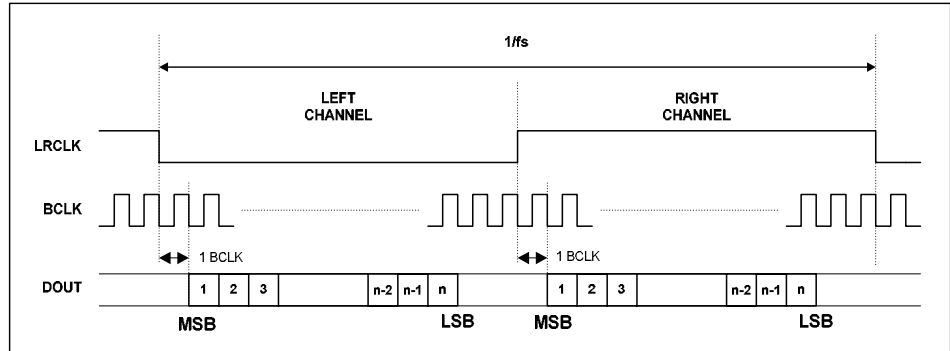 1/fs
LEFT
CHANNEL
RIGHT
CHANNEL
LRCLK
BCLK
1 BCLK
1 BCLK
DOUT
1 2 3 n-2 n-1 n 1 2 3 n-2 n-1 n
MSB LSB MSB LSB